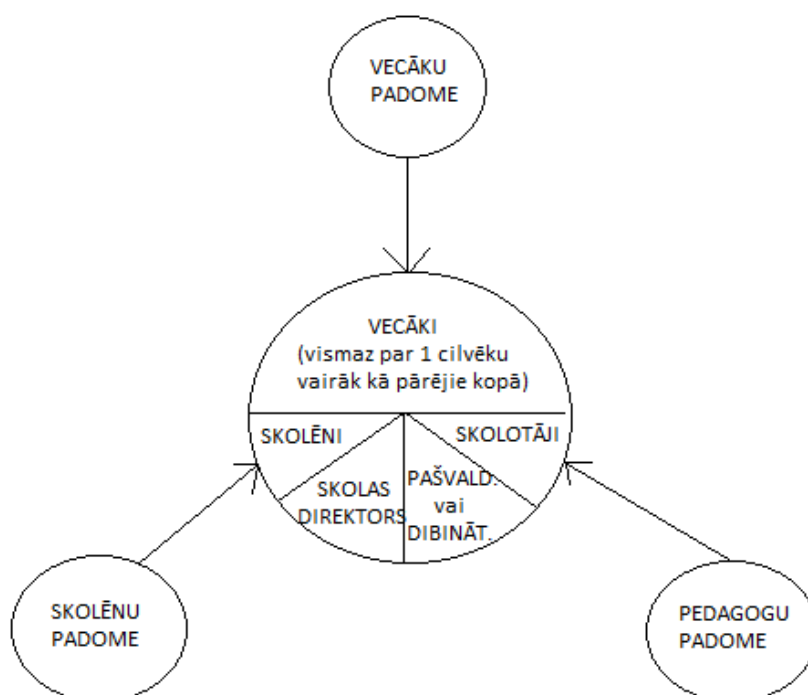 VECĀKU
PADOME
VECĀKI
(vismaz par 1 cilvēku
vairāk kā pārējie kopā)
SKOLĒNI
SKOLOTĀJI
SKOLAS
DIREKTORS
PAŠVALD.
vai
DIBINĀT.
SKOLĒNU
PADOME
PEDAGOGU
PADOME